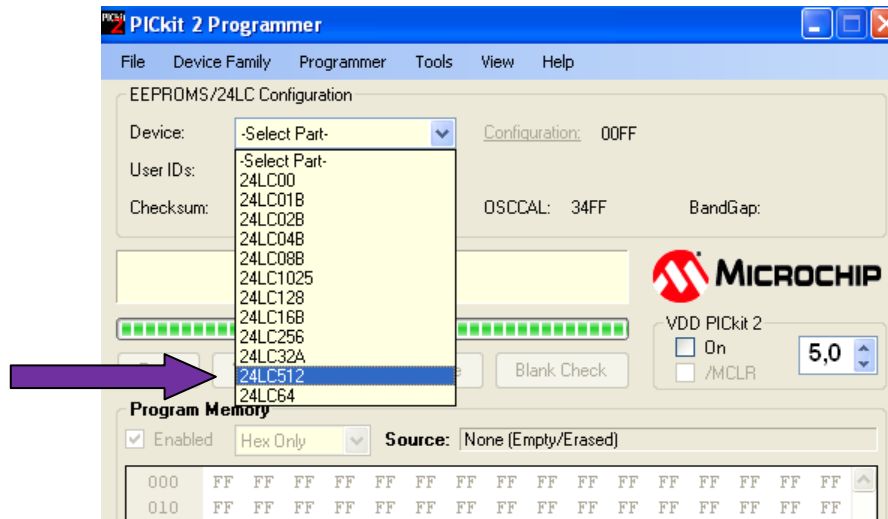 PICkit 2 Programmer
File Device Family Programmer Tools View Help
EEPROMS/24LC Configuration
Device: -Select Part- Configuration: 00FF
-Select Part-
User IDs:
24LC00
24LC01B
Checksum: 24LC02B OSCCAL: 34FF BandGap:
24LC04B
24LC08B
24LC1025
MICROCHIP
24LC128
24LC16B
VDD PICkit 2
24LC256
On 5,0
24LC32A
Blank Check
24LC512
/MCLR
24LC64
Program Memory
Enabled Hex Only Source: None (Empty/Erased)
000 FF FF FF FF FF FF FF FF FF FF FF FF FF FF FF FF
010 FF FF FF FF FF FF FF FF FF FF FF FF FF FF FF FF